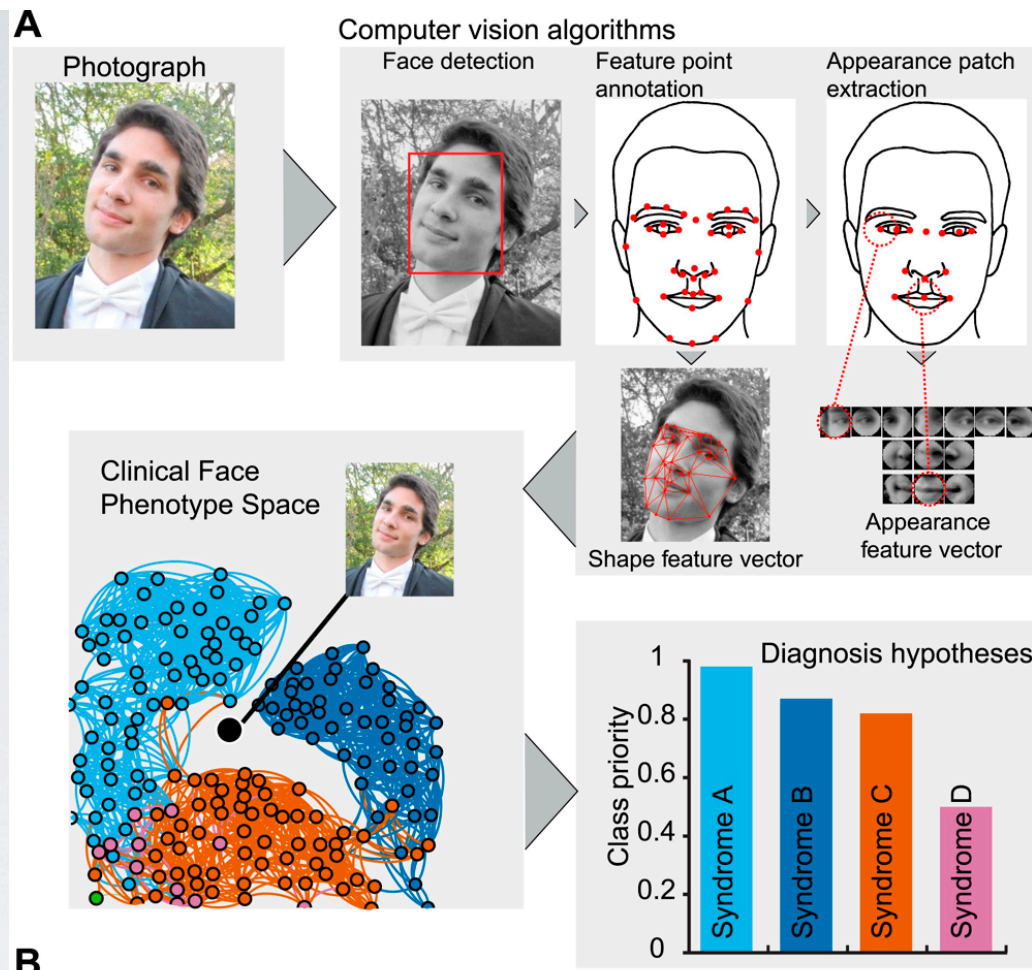 A
Computer vision algorithms
Photograph
Face detection
Feature point
annotation
Appearance patch
extraction
Shape feature vector
Appearance
feature vector
Clinical Face
Phenotype Space
Diagnosis hypotheses
Class priority
1
0.8
0.6
0.4
0.2
0
Syndrome A
Syndrome B
Syndrome C
Syndrome D
B